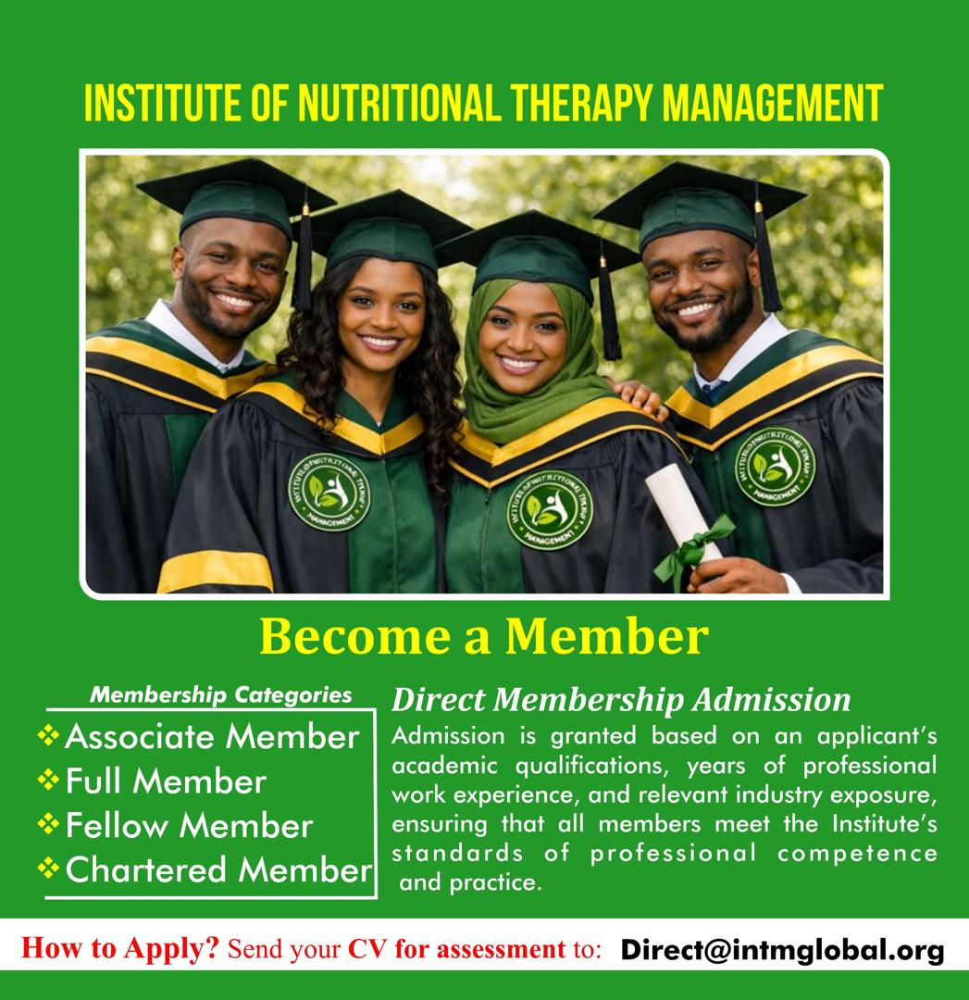 INSTITUTE OF NUTRITIONAL THERAPY MANAGEMENT
MANAGEMENT
MANAGEMENT
MANAGEMENT
Become a Member
Membership Categories
❖ Associate Member
❖ Full Member
❖ Fellow Member
❖ Chartered Member
Direct Membership Admission
Admission is granted based on an applicant's
academic qualifications, years of professional
work experience, and relevant industry exposure,
ensuring that all members meet the Institute's
standards of professional competence
and practice.
How to Apply? Send your CV for assessment to: Direct@intmglobal.org